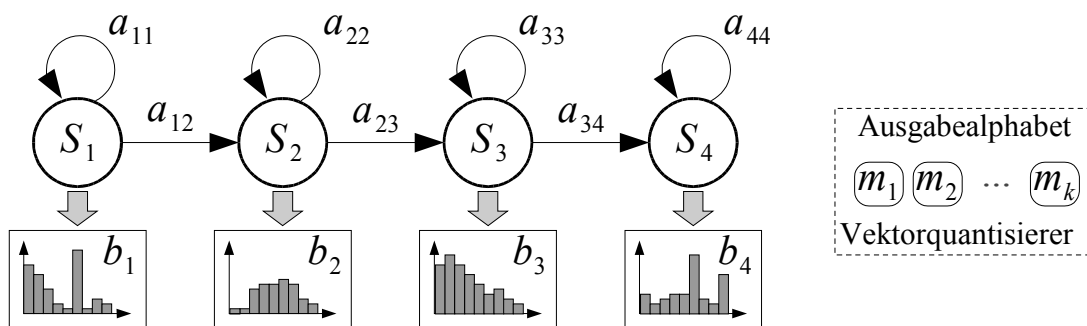 a11 a22 a33 a44
a12 a23 a34
S1 S2 S3 S4
Ausgabealphabet
m1 m2 ... mk
Vektorquantisierer
b1 b2 b3 b4